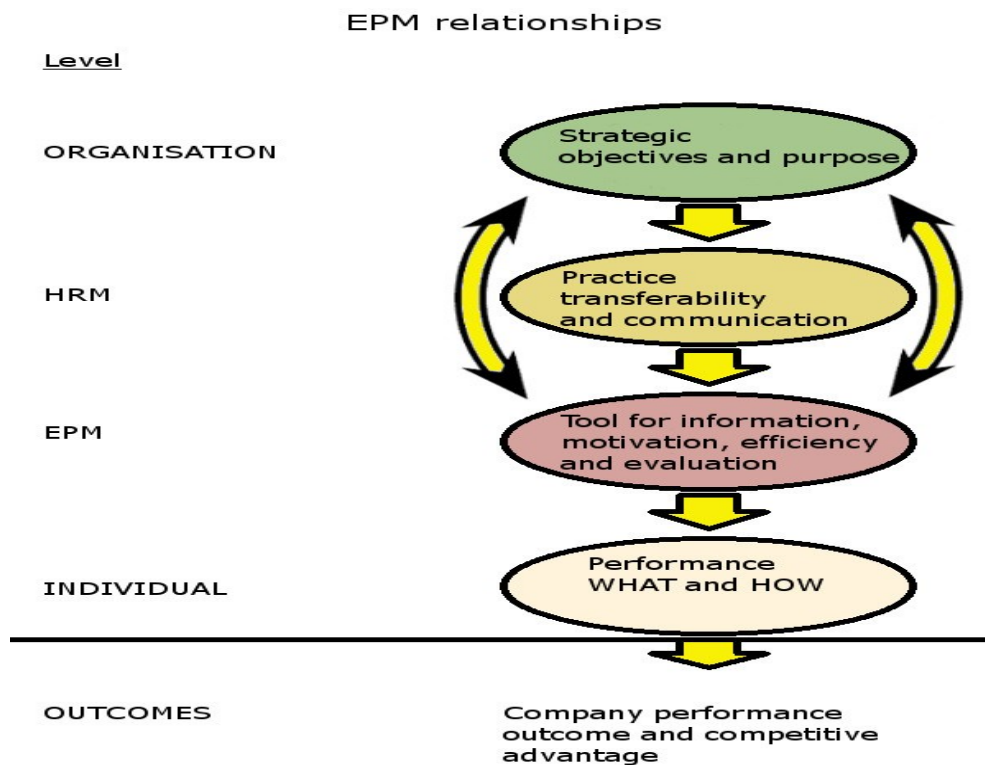 EPM relationships
Level
ORGANISATION
Strategic
objectives and purpose
HRM
Practice
transferability
and communication
EPM
Tool for information,
motivation, efficiency
and evaluation
INDIVIDUAL
Performance
WHAT and HOW
OUTCOMES
Company performance
outcome and competitive
advantage